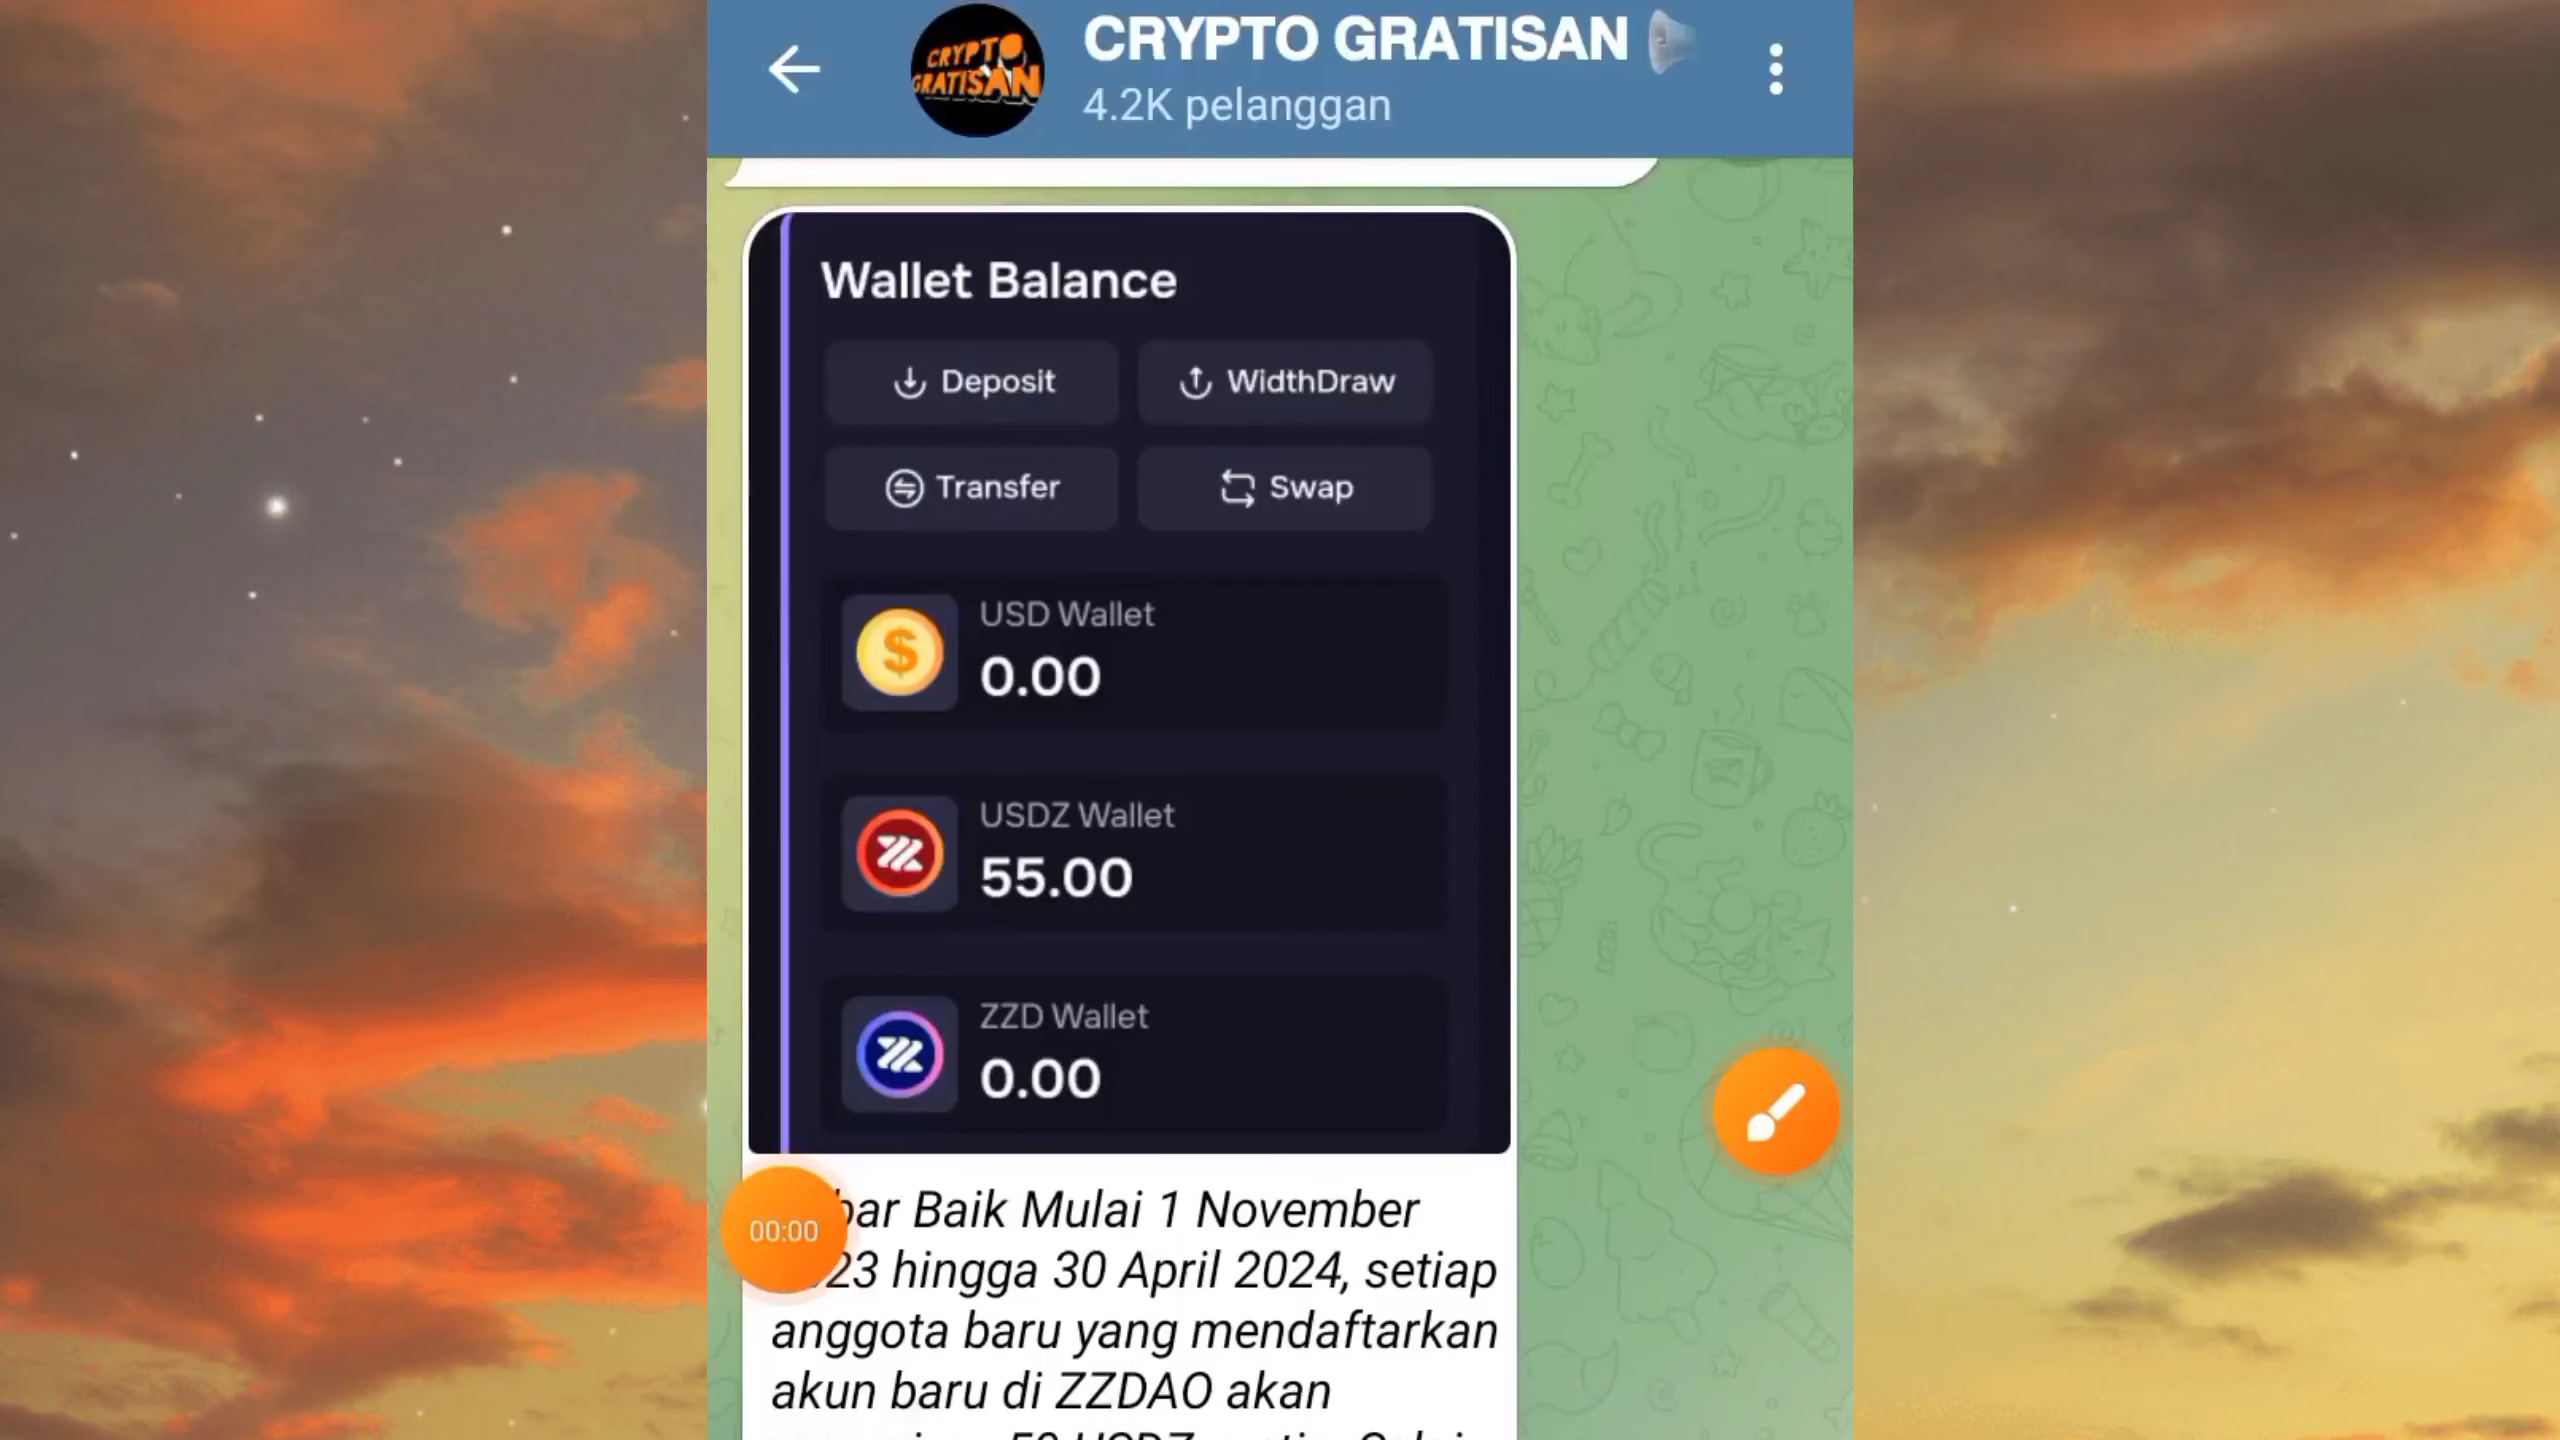 CRYPTO GRATISAN
CRYPTO
GRATISAN
4.2K pelanggan
Wallet Balance
Deposit
WidthDraw
Transfer
Swap
USD Wallet
0.00
USDZ Wallet
55.00
ZZD Wallet
0.00
Baik Mulai 1 November
00:00
hingga 30 April 2024, setiap
anggota baru yang mendaftarkan
akun baru di ZZDAO akan